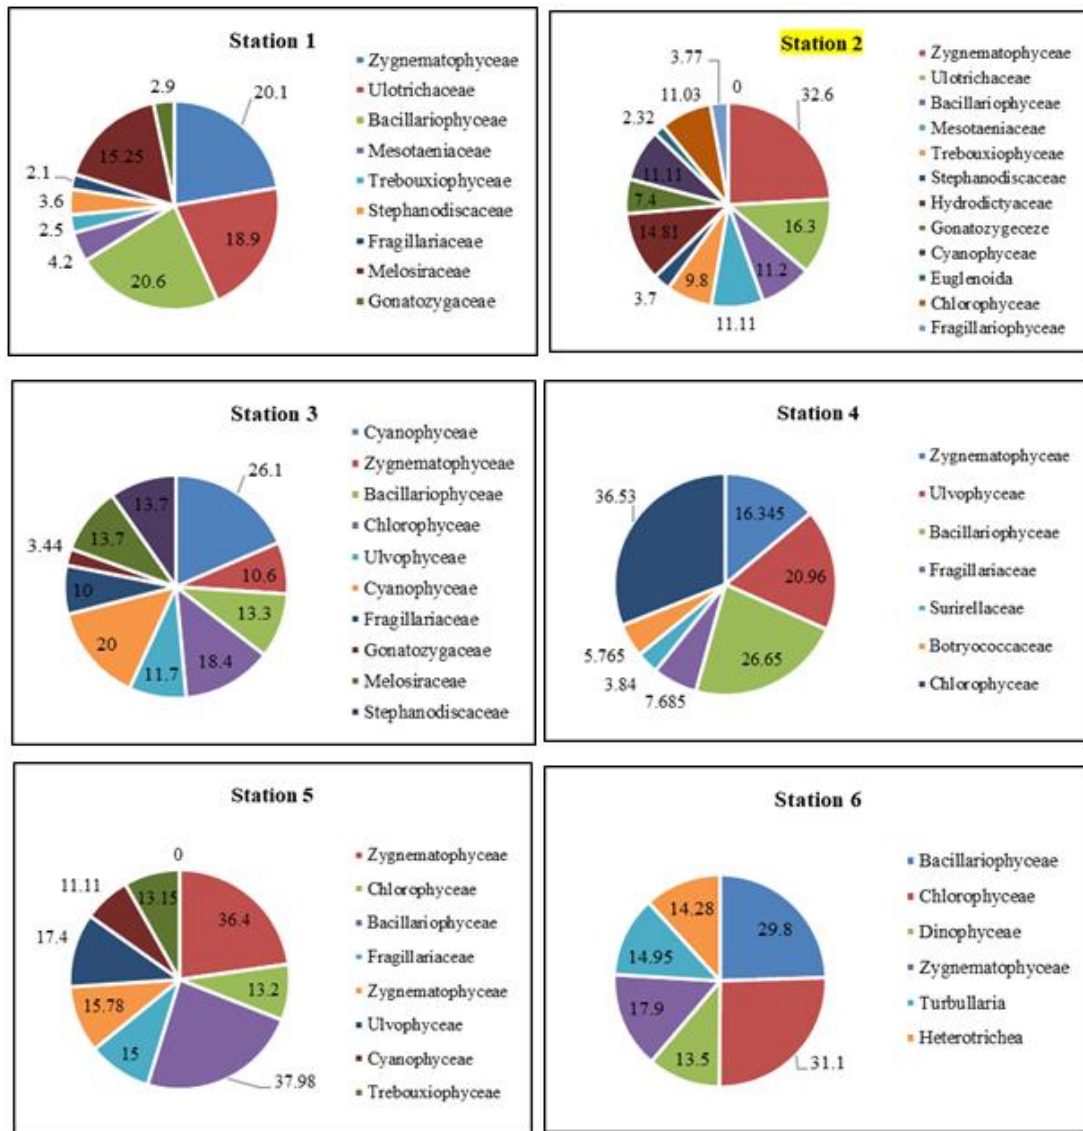 Station 1
2.9
20.1
15.25
2.1
3.6
2.5
4.2
18.9
20.6
Zygnematophyceae
Ulotrichaceae
Bacillariophyceae
Mesotaeniaceae
Trebouxiophyceae
Stephanodiscaceae
Fragillariaceae
Melosiraceae
Gonatozygaceae
Station 2
3.77
0
11.03
32.6
2.32
11.11
7.4
14.81
16.3
11.2
9.8
3.7
11.11
Zygnematophyceae
Ulotrichaceae
Bacillariophyceae
Mesotaeniaceae
Trebouxiophyceae
Stephanodiscaceae
Hydrodictyaceae
Gonatozygeceze
Cyanophyceae
Euglenoida
Chlorophyceae
Fragillariophyceae
Station 3
26.1
13.7
13.7
3.44
10.6
10
13.3
20
18.4
11.7
Cyanophyceae
Zygnematophyceae
Bacillariophyceae
Chlorophyceae
Ulvophyceae
Cyanophyceae
Fragillariaceae
Gonatozygaceae
Melosiraceae
Stephanodiscaceae
Station 4
36.53
16.345
20.96
5.765
26.65
3.84
7.685
Zygnematophyceae
Ulvophyceae
Bacillariophyceae
Fragillariaceae
Surirellaceae
Botryococcaceae
Chlorophyceae
Station 5
0
11.11
13.15
36.4
17.4
13.2
15.78
15
37.98
Zygnematophyceae
Chlorophyceae
Bacillariophyceae
Fragillariaceae
Zygnematophyceae
Ulvophyceae
Cyanophyceae
Trebouxiophyceae
Station 6
14.28
29.8
14.95
17.9
13.5
31.1
Bacillariophyceae
Chlorophyceae
Dinophyceae
Zygnematophyceae
Turbullaria
Heterotrichea